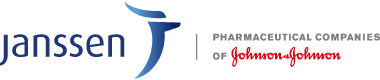 janssen
PHARMACEUTICAL COMPANIES
OF Johnson & Johnson